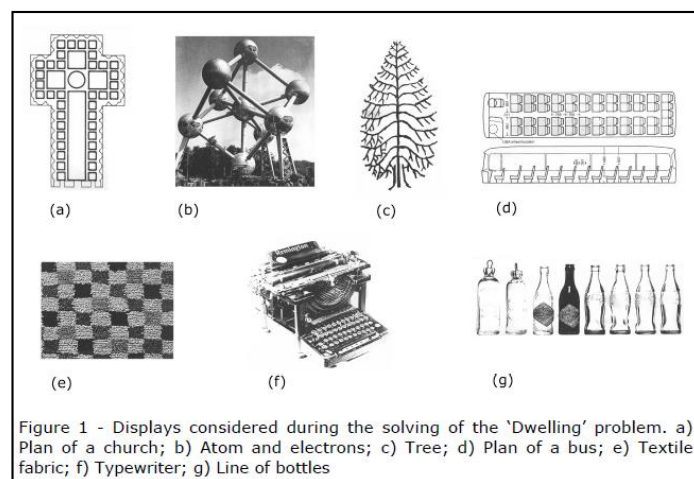 (a)
(b)
(c)
(d)
(e)
Remington
(f)
(g)
Figure 1 - Displays considered during the solving of the 'Dwelling' problem. a)
Plan of a church; b) Atom and electrons; c) Tree; d) Plan of a bus; e) Textile
fabric; f) Typewriter; g) Line of bottles